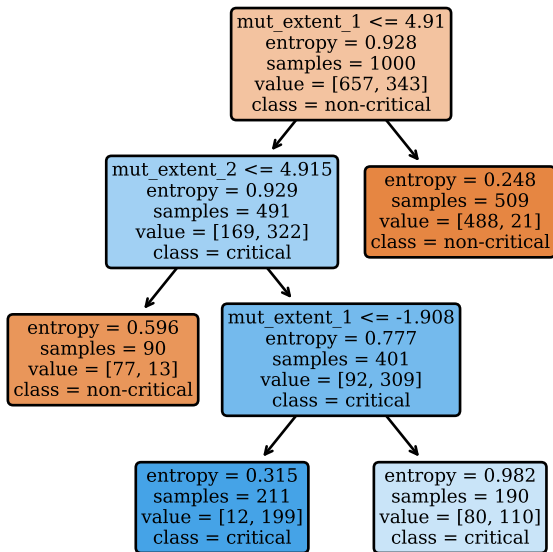 mut_extent_1 <= 4.91
entropy = 0.928
samples = 1000
value = [657, 343]
class = non-critical
mut_extent_2 <= 4.915
entropy = 0.929
samples = 491
value = [169, 322]
class = critical
entropy = 0.248
samples = 509
value = [488, 21]
class = non-critical
entropy = 0.596
samples = 90
value = [77, 13]
class = non-critical
mut_extent_1 <= -1.908
entropy = 0.777
samples = 401
value = [92, 309]
class = critical
entropy = 0.315
samples = 211
value = [12, 199]
class = critical
entropy = 0.982
samples = 190
value = [80, 110]
class = critical